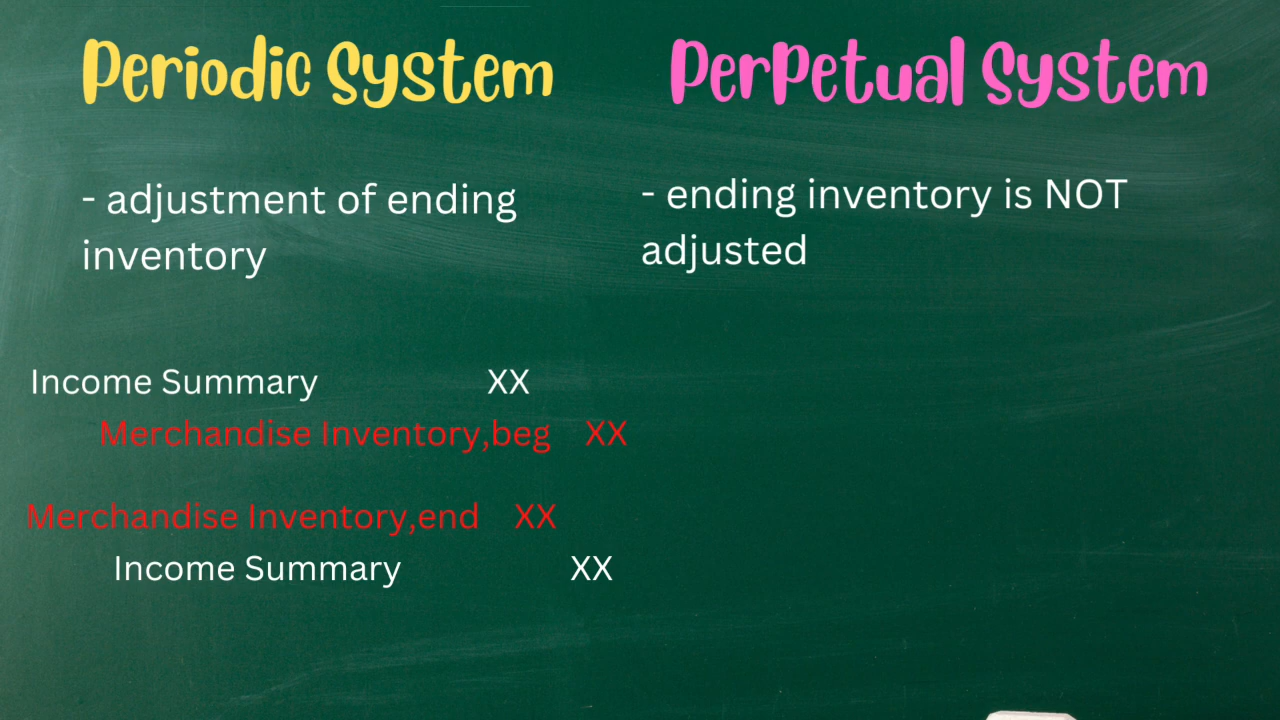 Periodic System
PerPetual System
- adjustment of ending
inventory
- ending inventory is NOT
adjusted
Income Summary XX
Merchandise Inventory,beg XX
Merchandise Inventory,end XX
Income Summary XX